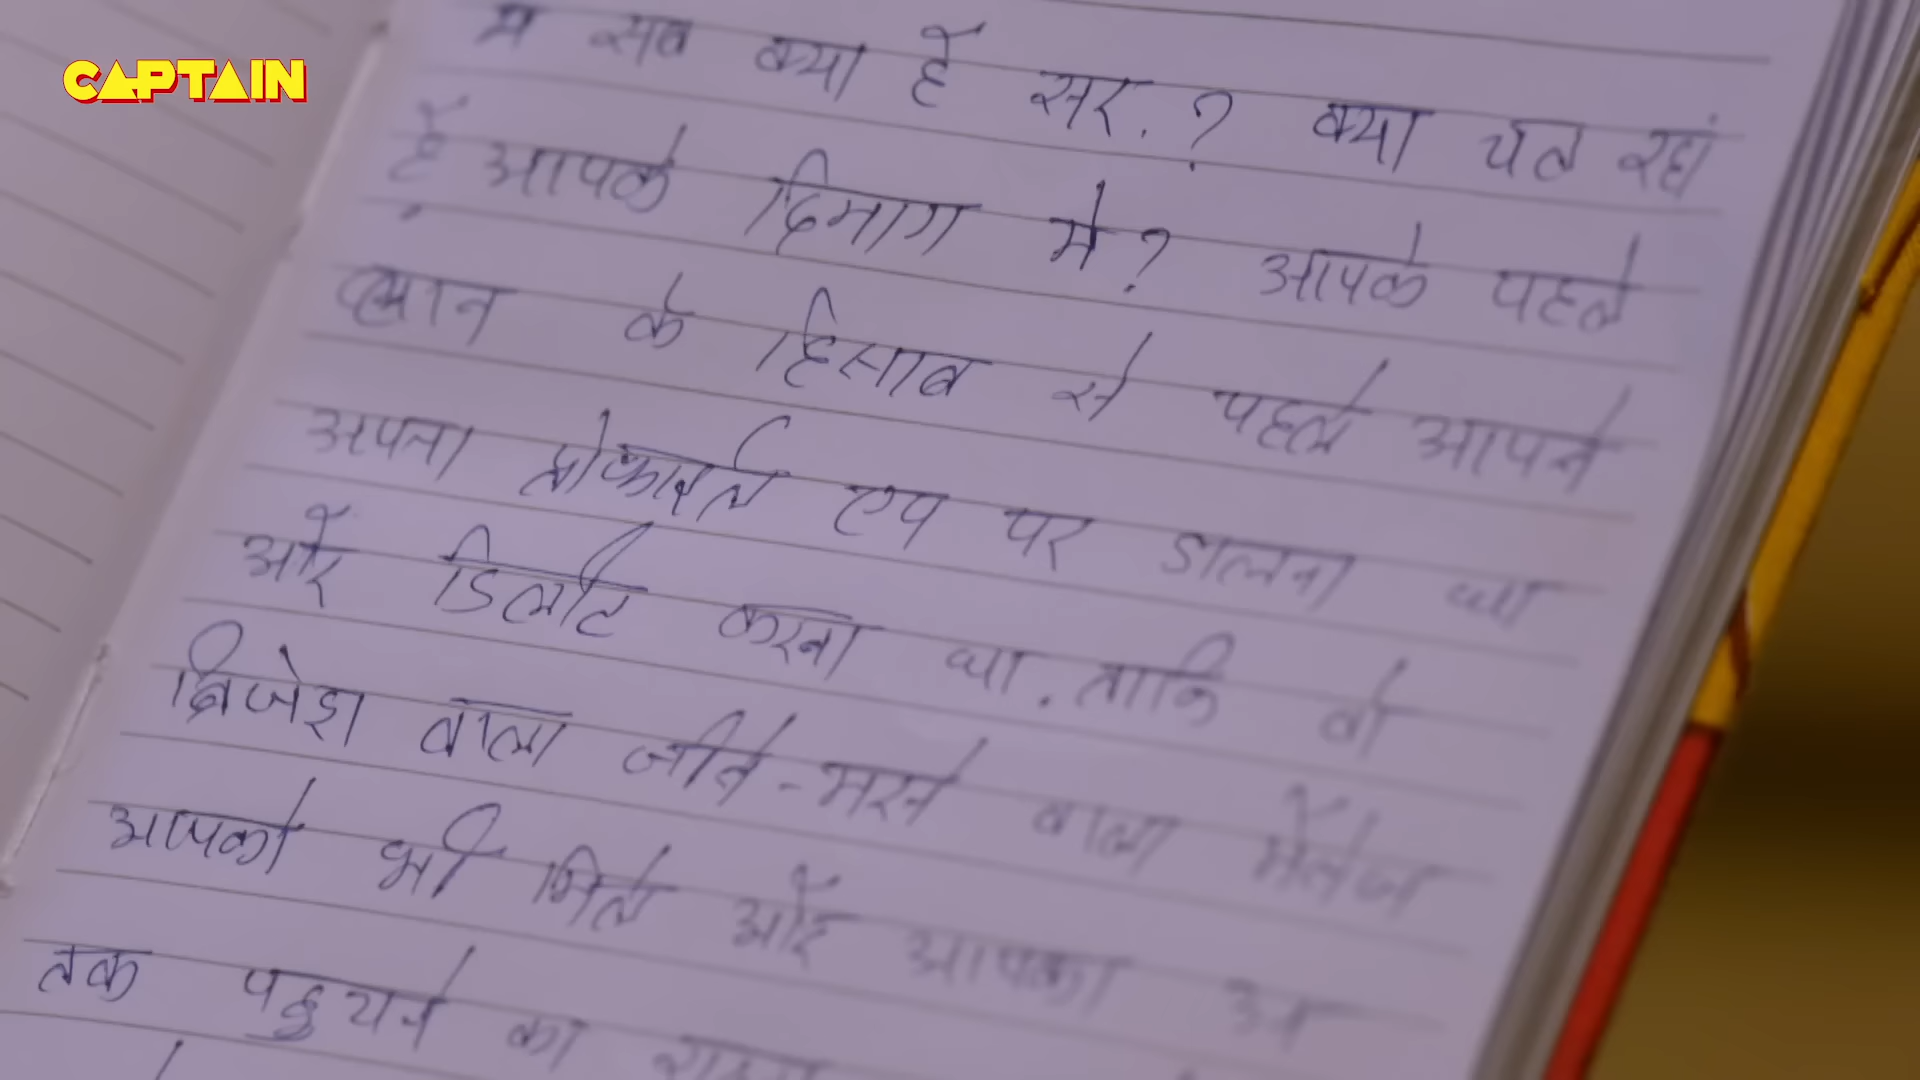 CAPTAIN
सब क्या है सर.? क्या चल रहा
है आपके दिमाग मे? आपके पहले
प्लान के हिसाब से पहले आपने
अपना प्रोफाईल एप पर डालना था
और डिलीट करना था. ताकि वो
ब्रिजेश वाला जीने-मरने वाला मैसेज
आपको भी मिले और आपका
तक पहुचने का